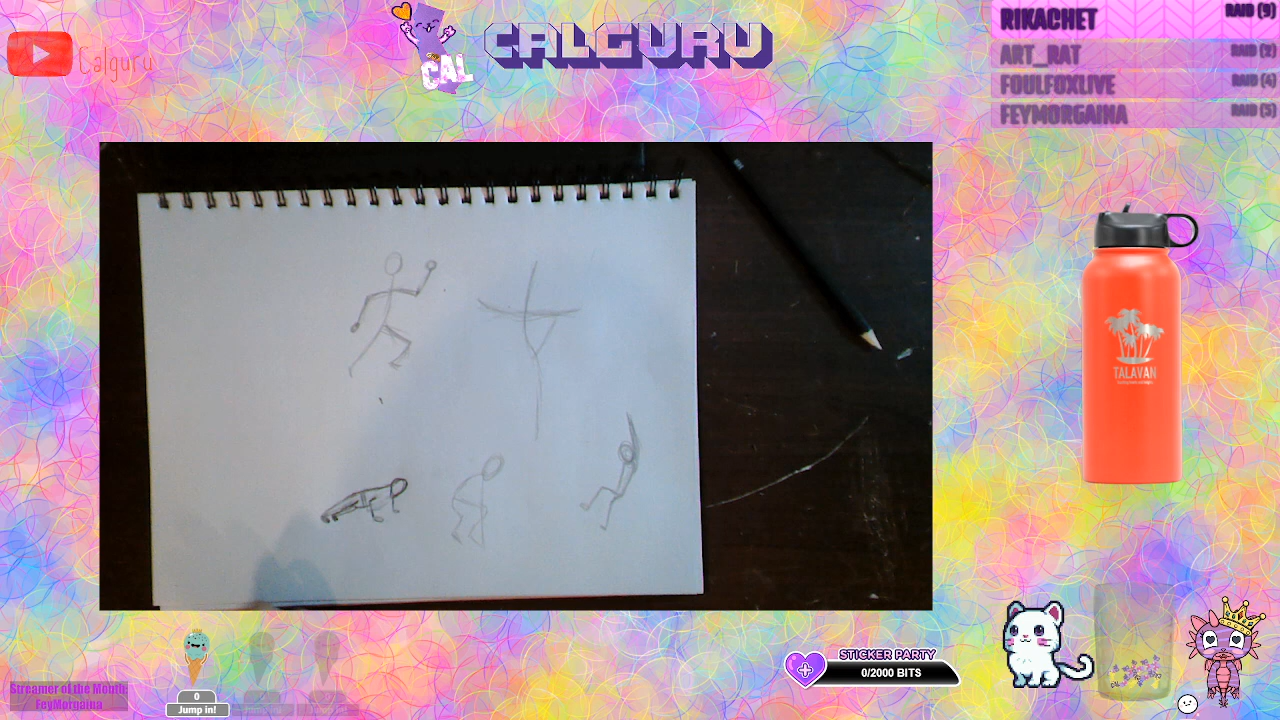 Calguru
CAL
CALGURU
RIKACHET RAID (9)
ART_RAT RAID (2)
FOULFOXLIVE RAID (4)
FEYMORGAINA RAID (5)
TALAVAN
STICKER PARTY
0/2000 BITS
Streamer of the Month:
FeyMorgaina
0
Jump in!